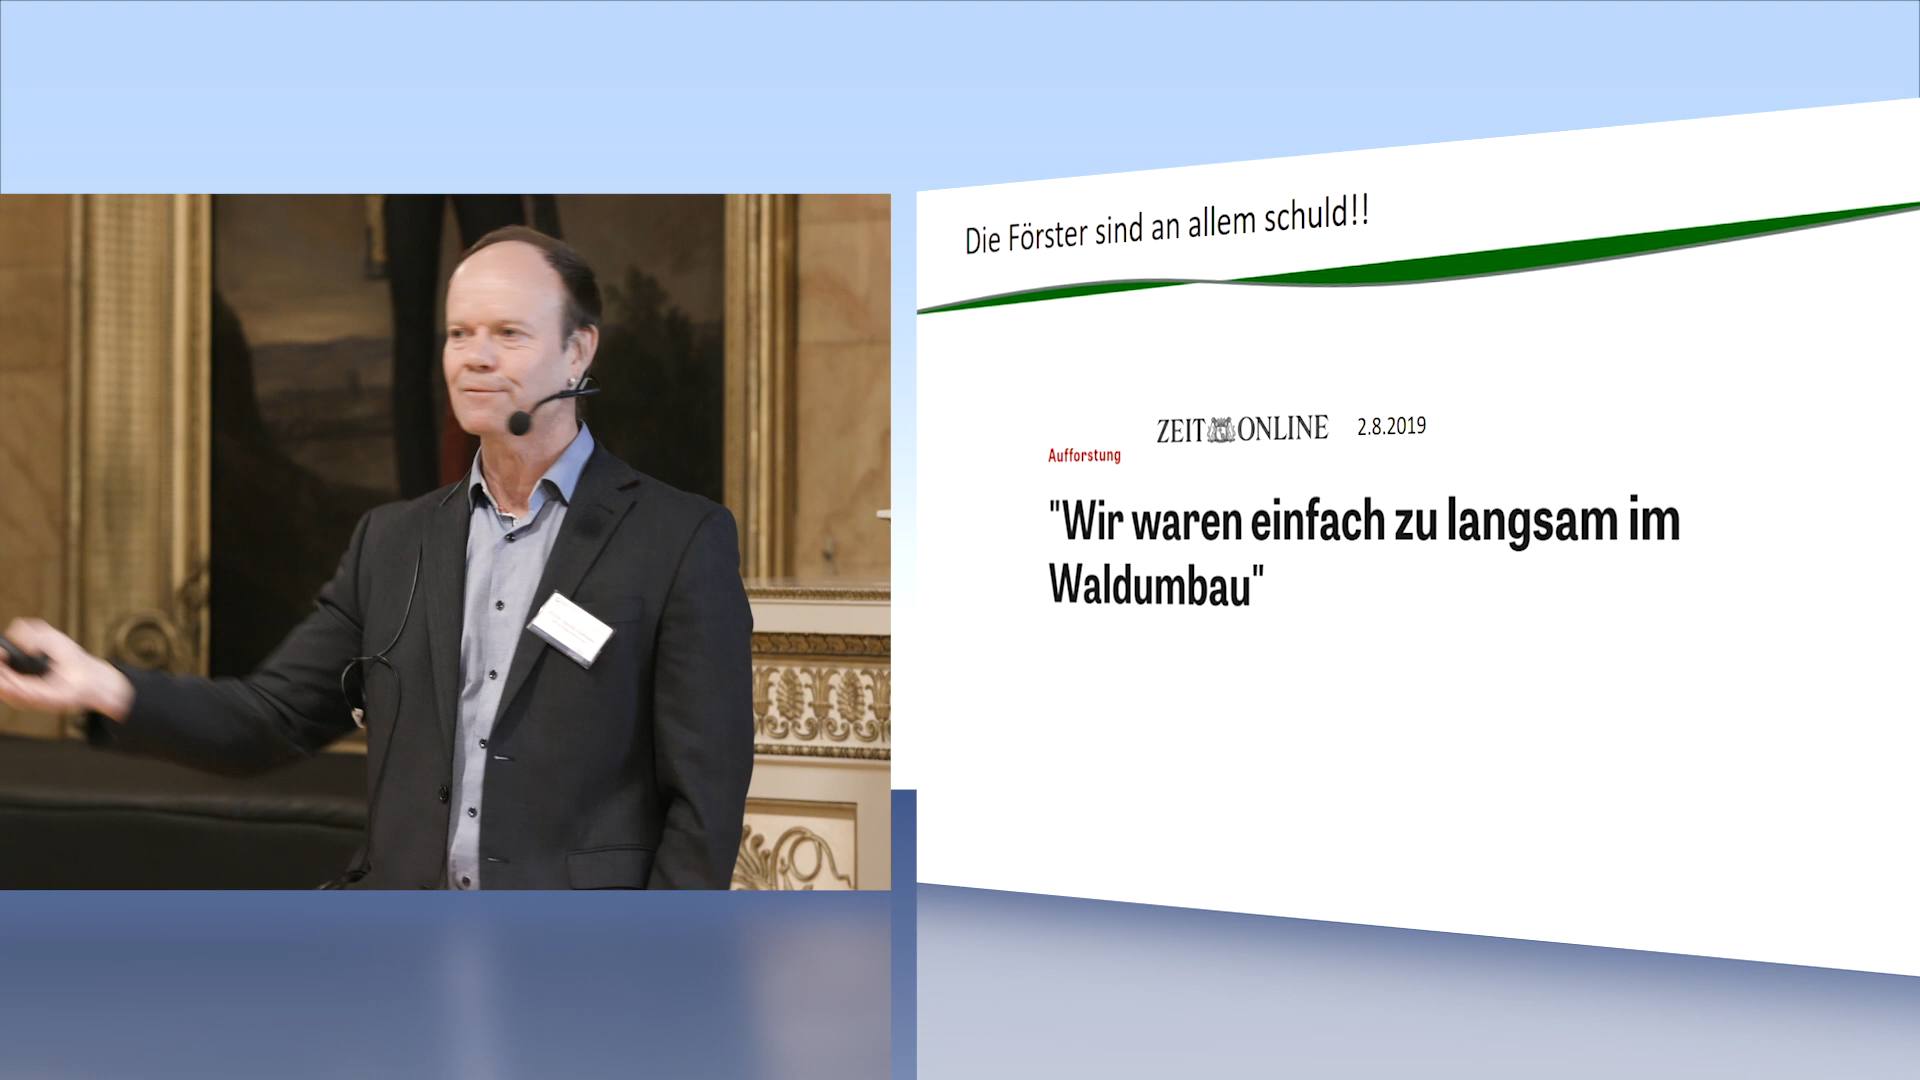 Die Förster sind an allem schuld!!
ZEIT ONLINE 2.8.2019
Aufforstung
"Wir waren einfach zu langsam im
Waldumbau"